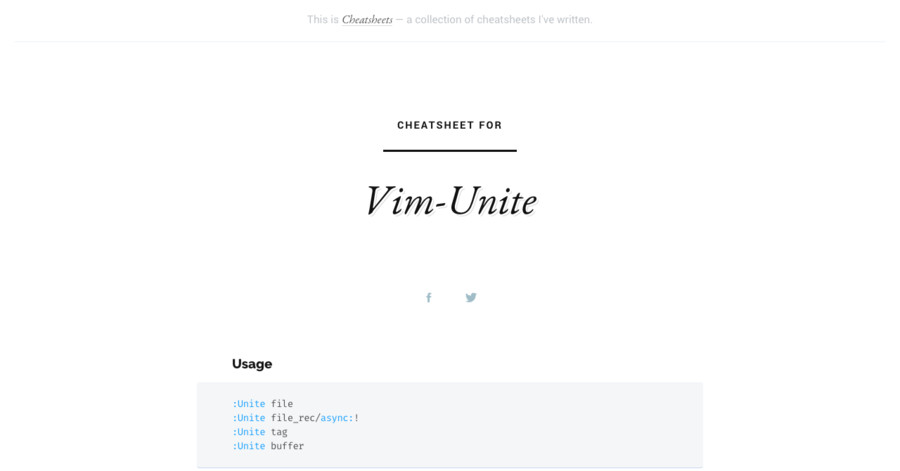 This is Cheatsheets — a collection of cheatsheets I've written.
CHEATSHEET FOR
Vim-Unite
Usage
:Unite file
:Unite file_rec/async:!
:Unite tag
:Unite buffer